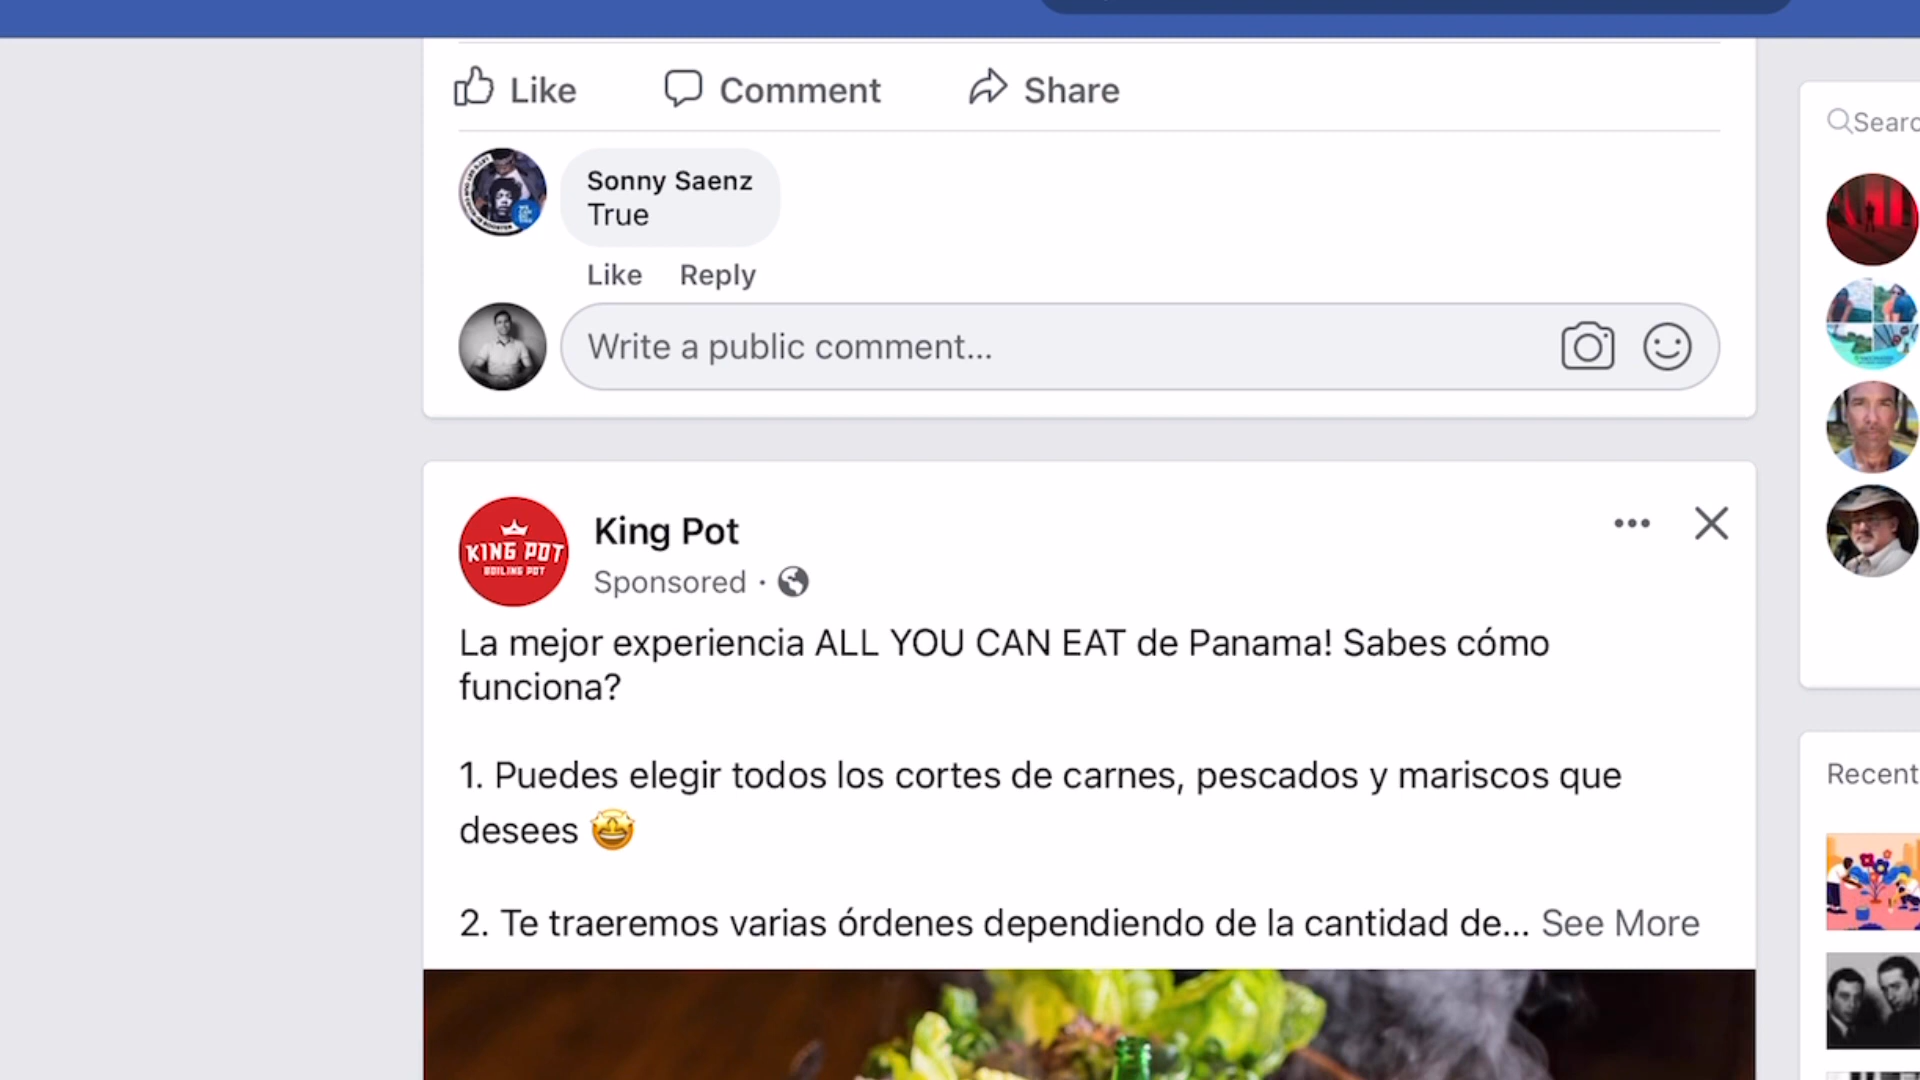 Like Comment Share
Sonny Saenz
True
Like Reply
Write a public comment...
Searc
King Pot
KING POT
BOILING POT
Sponsored ·
La mejor experiencia ALL YOU CAN EAT de Panama! Sabes cómo
funciona?
1. Puedes elegir todos los cortes de carnes, pescados y mariscos que
desees 🤩
2. Te traeremos varias órdenes dependiendo de la cantidad de... See More
Recent